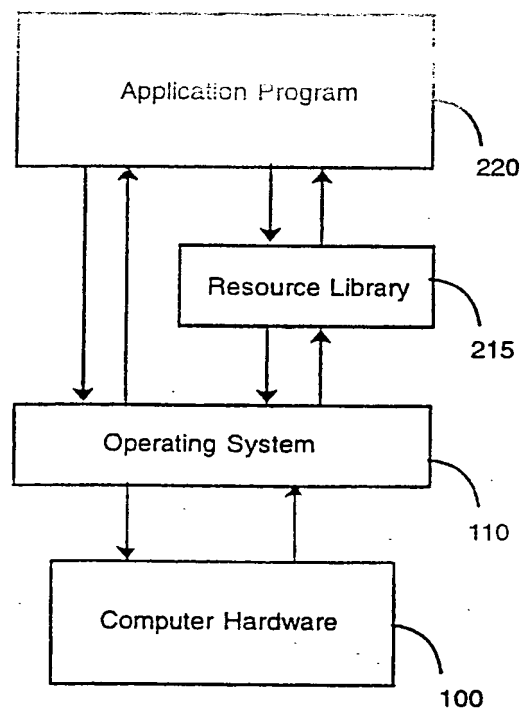 Application Program
220
Resource Library
215
Operating System
110
Computer Hardware
100